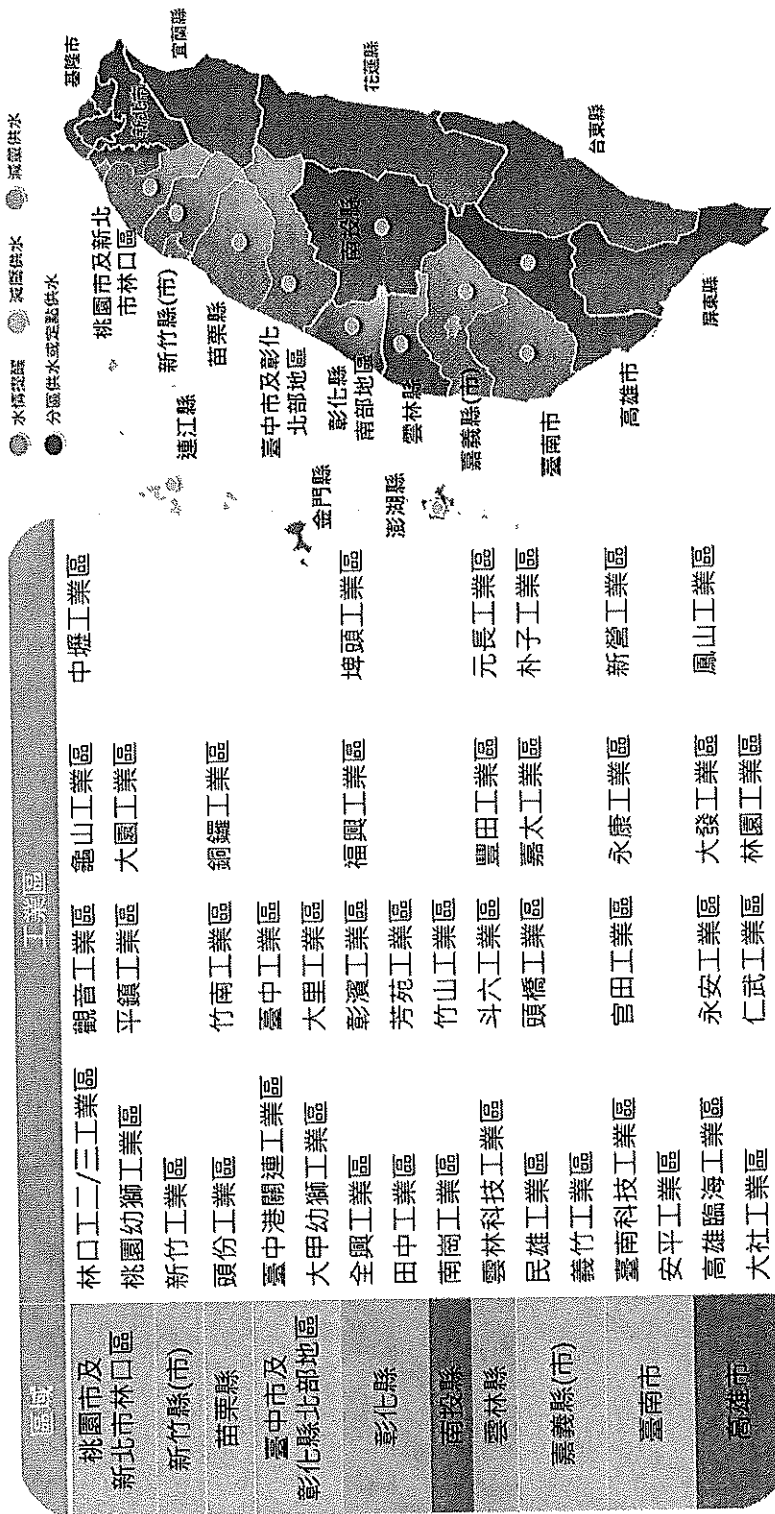 區域
工業區
桃園市及
新北市林口區
林口工二/三工業區 觀音工業區 龜山工業區 中壢工業區
桃園幼獅工業區 平鎮工業區 大園工業區
新竹縣(市)
新竹工業區
苗栗縣
頭份工業區 竹南工業區 銅鑼工業區
臺中市及
彰化縣北部地區
臺中港關連工業區 臺中工業區
大甲幼獅工業區 大里工業區
彰化縣
全興工業區 彰濱工業區 福興工業區 埤頭工業區
田中工業區 芳苑工業區
南投縣
南崗工業區 竹山工業區
雲林縣
雲林科技工業區 斗六工業區 豐田工業區 元長工業區
嘉義縣(市)
民雄工業區 頭橋工業區 嘉太工業區 朴子工業區
義竹工業區
臺南市
臺南科技工業區 官田工業區 永康工業區 新營工業區
安平工業區
高雄市
高雄臨海工業區 永安工業區 大發工業區 鳳山工業區
大社工業區 仁武工業區 林園工業區
水情提醒 減壓供水 減量供水
分區供水或定點供水
基隆市
新北市
桃園市及新北
市林口區
宜蘭縣
新竹縣(市)
連江縣
苗栗縣
臺中市及彰化
北部地區
花蓮縣
彰化縣
南部地區
南投縣
金門縣
雲林縣
澎湖縣
嘉義縣(市)
臺南市
台東縣
高雄市
屏東縣